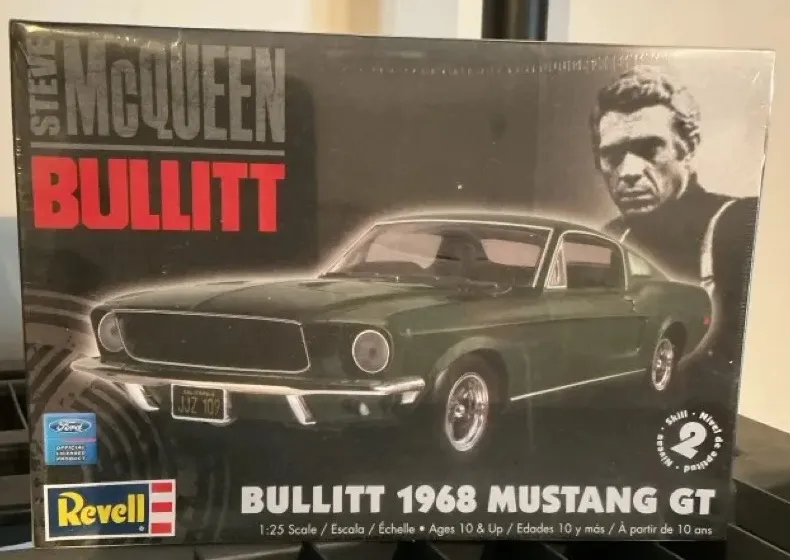 STEVE McQUEEN
BULLITT
JJZ 109
Ford
OFFICIAL
LICENSED
PRODUCT
Skill • Nivel de aptitud • Niveau
2
Revell
BULLITT 1968 MUSTANG GT
1:25 Scale / Escala / Échelle • Ages 10 & Up / Edades 10 y más / À partir de 10 ans